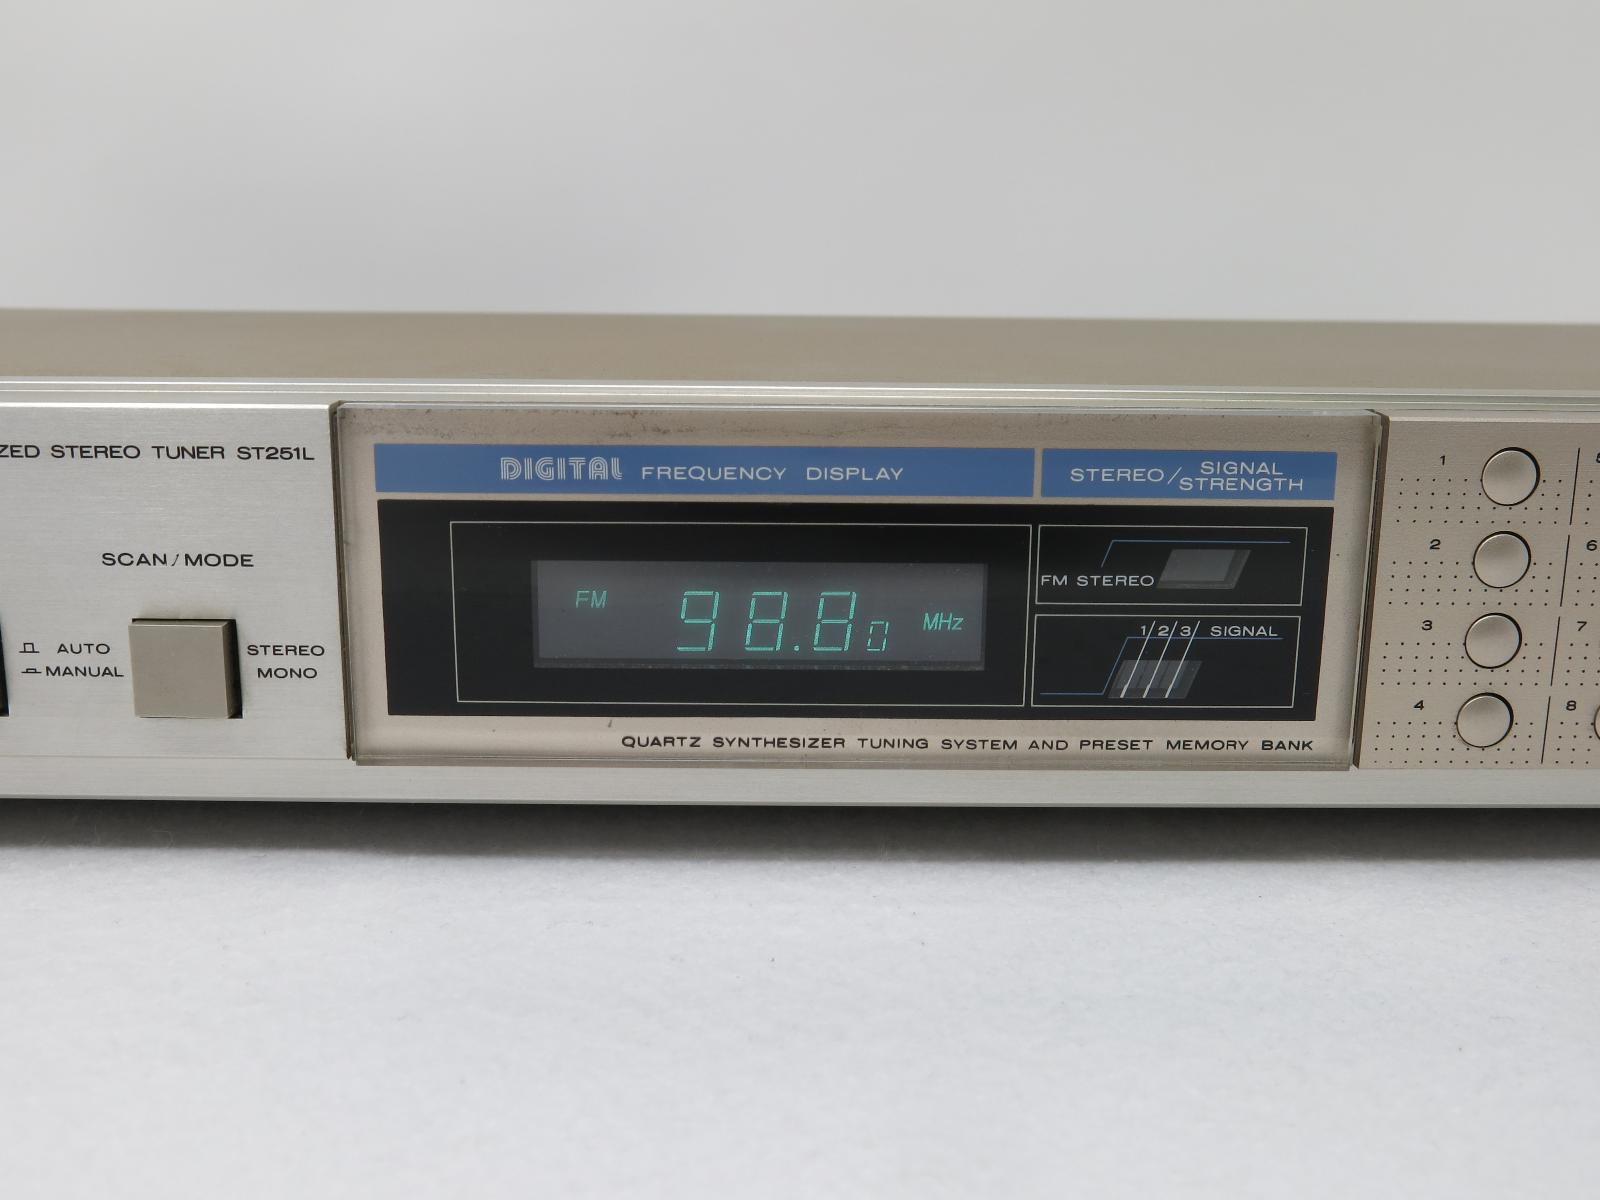 ZED STEREO TUNER ST251L
SCAN/MODE
AUTO
MANUAL
STEREO
MONO
DIGITAL FREQUENCY DISPLAY
STEREO/SIGNAL STRENGTH
FM 98.80 MHz
FM STEREO
1/2/3/ SIGNAL
QUARTZ SYNTHESIZER TUNING SYSTEM AND PRESET MEMORY BANK
1
2
3
4
6
7
8